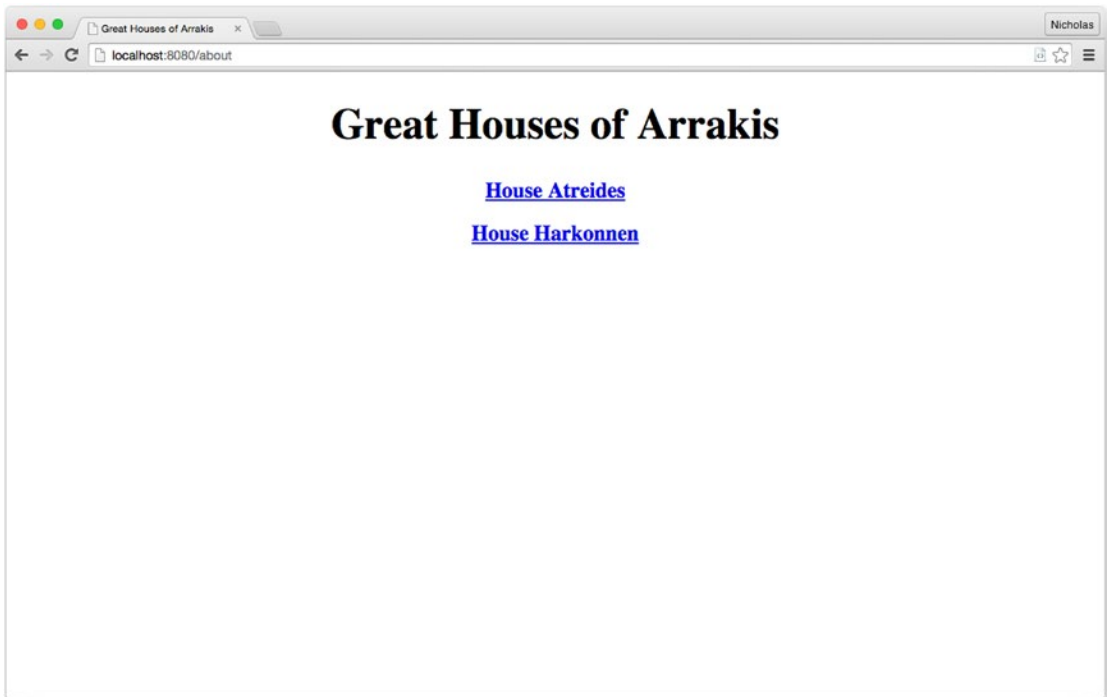 Great Houses of Arrakis
Nicholas
localhost:8080/about
Great Houses of Arrakis
House Atreides
House Harkonnen